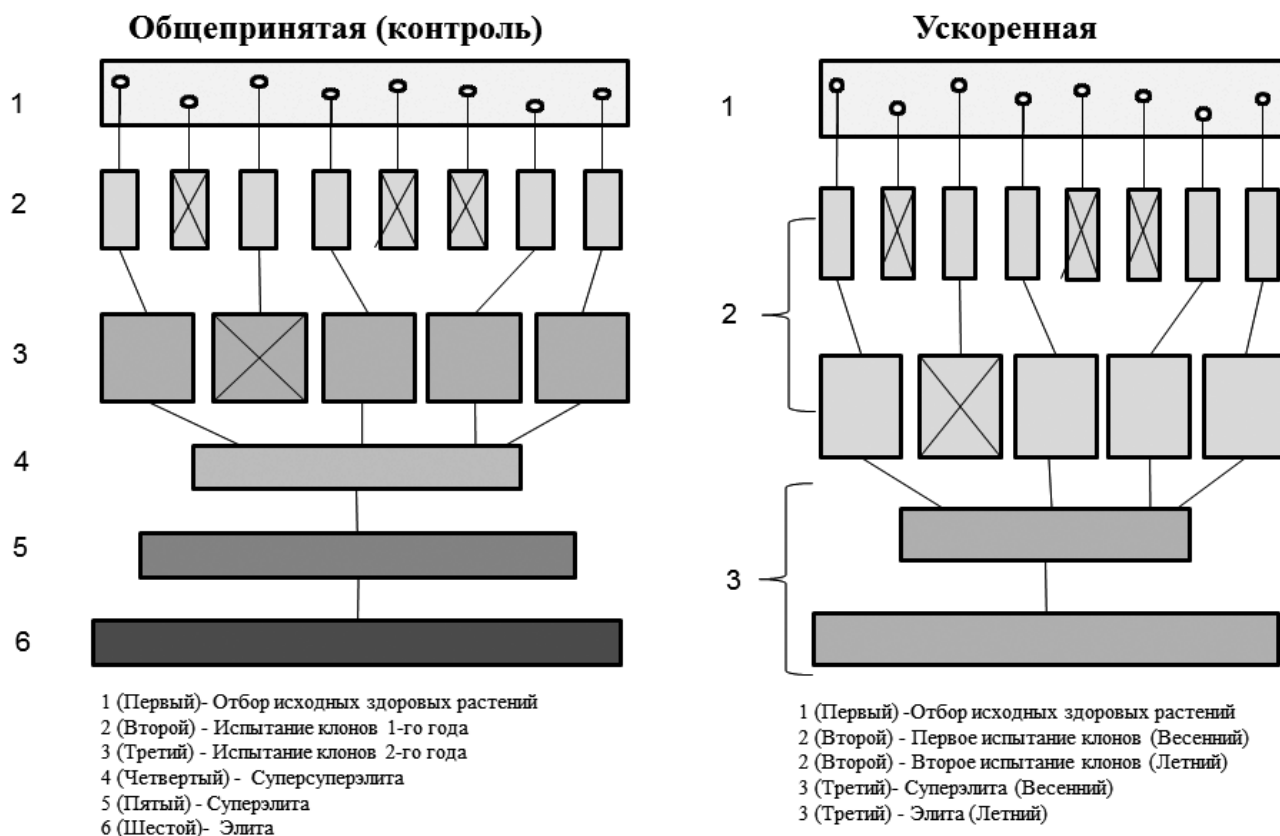 Общепринятая (контроль)
1
2
3
4
5
6
1 (Первый)- Отбор исходных здоровых растений
2 (Второй) - Испытание клонов 1-го года
3 (Третий) - Испытание клонов 2-го года
4 (Четвертый) - Суперсуперэлита
5 (Пятый) - Суперэлита
6 (Шестой)- Элита
Ускоренная
1
2
3
1 (Первый) -Отбор исходных здоровых растений
2 (Второй) - Первое испытание клонов (Весенний)
2 (Второй) - Второе испытание клонов (Летний)
3 (Третий)- Суперэлита (Весенний)
3 (Третий) - Элита (Летний)